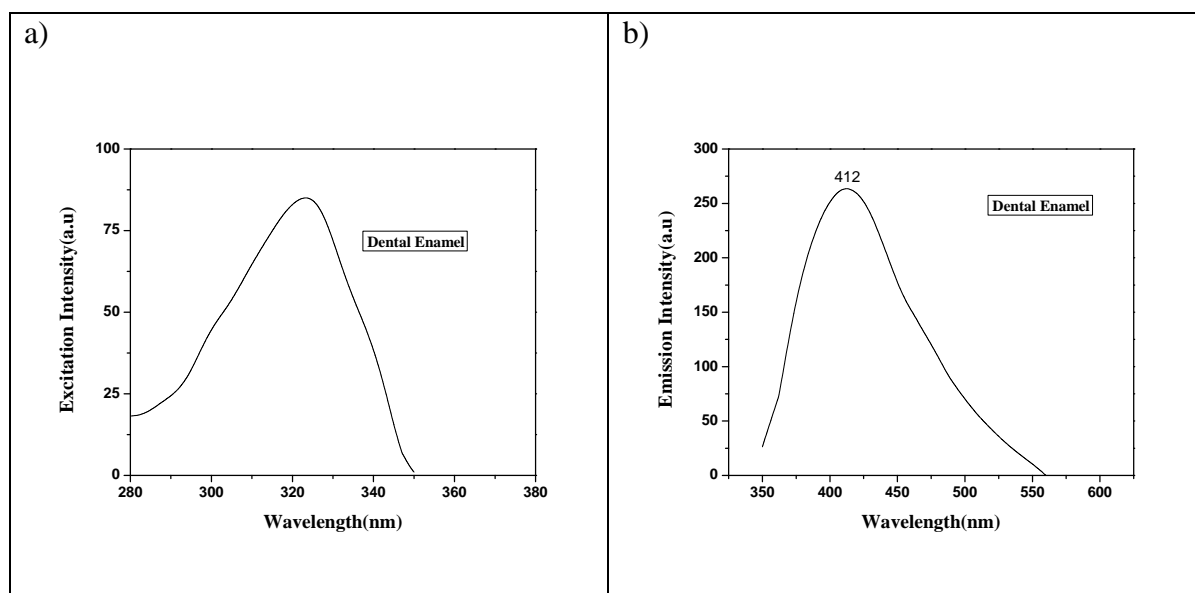 a)
100
75
50
25
0
Excitation Intensity(a.u)
Dental Enamel
280 300 320 340 360 380
Wavelength(nm)
b)
300
250
200
150
100
50
0
Emission Intensity(a.u)
412
Dental Enamel
350 400 450 500 550 600
Wavelength(nm)